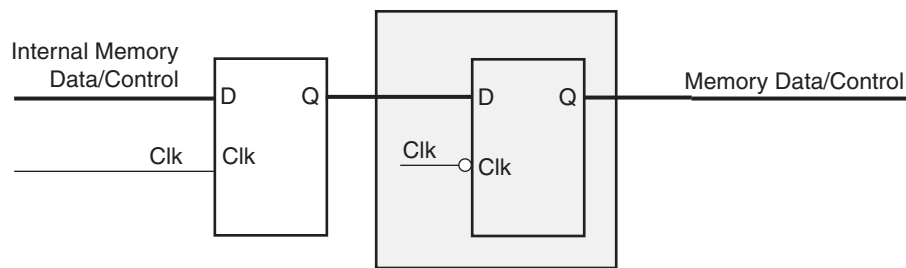 Internal Memory
Data/Control
D
Q
Clk
Clk
D
Q
Clk
Clk
Memory Data/Control